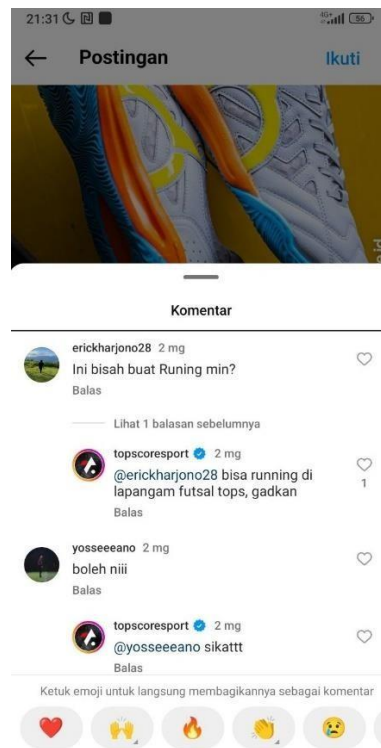 21:31
4G+
56
Postingan
Ikuti
Komentar
erickharjono28 2 mg
Ini bisah buat Runing min?
Balas
Lihat 1 balasan sebelumnya
topscoresport 2 mg
@erickharjono28 bisa running di
lapangam futsal tops, gadkan
1
Balas
yosseeeano 2 mg
boleh niii
Balas
topscoresport 2 mg
@yosseeeano sikattt
Balas
Ketuk emoji untuk langsung membagikannya sebagai komentar